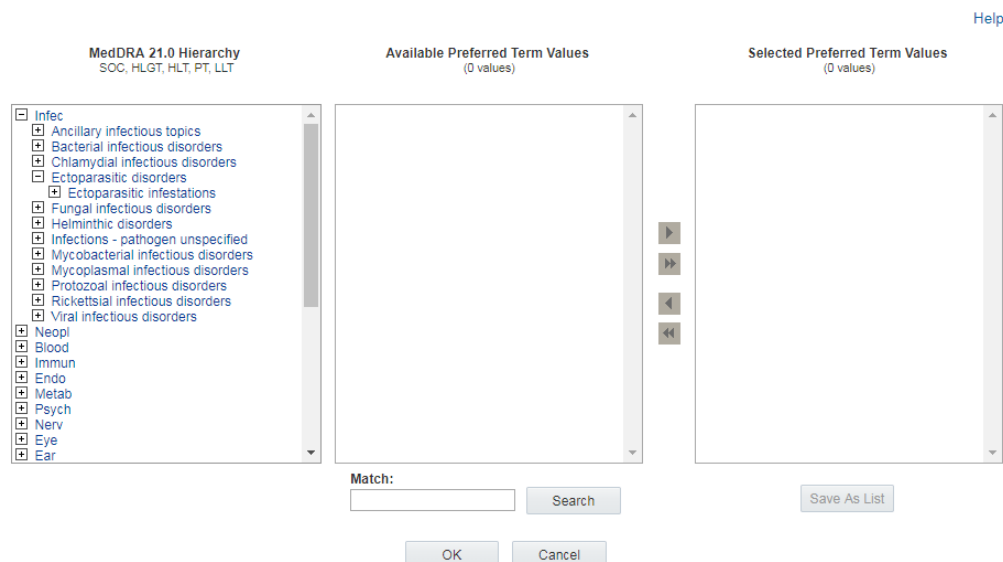 Help
MedDRA 21.0 Hierarchy
SOC, HLGT, HLT, PT, LLT
Available Preferred Term Values
(0 values)
Selected Preferred Term Values
(0 values)
Infec
Ancillary infectious topics
Bacterial infectious disorders
Chlamydial infectious disorders
Ectoparasitic disorders
Ectoparasitic infestations
Fungal infectious disorders
Helminthic disorders
Infections - pathogen unspecified
Mycobacterial infectious disorders
Mycoplasmal infectious disorders
Protozoal infectious disorders
Rickettsial infectious disorders
Viral infectious disorders
Neopl
Blood
Immun
Endo
Metab
Psych
Nerv
Eye
Ear
Match:
Search
Save As List
OK
Cancel